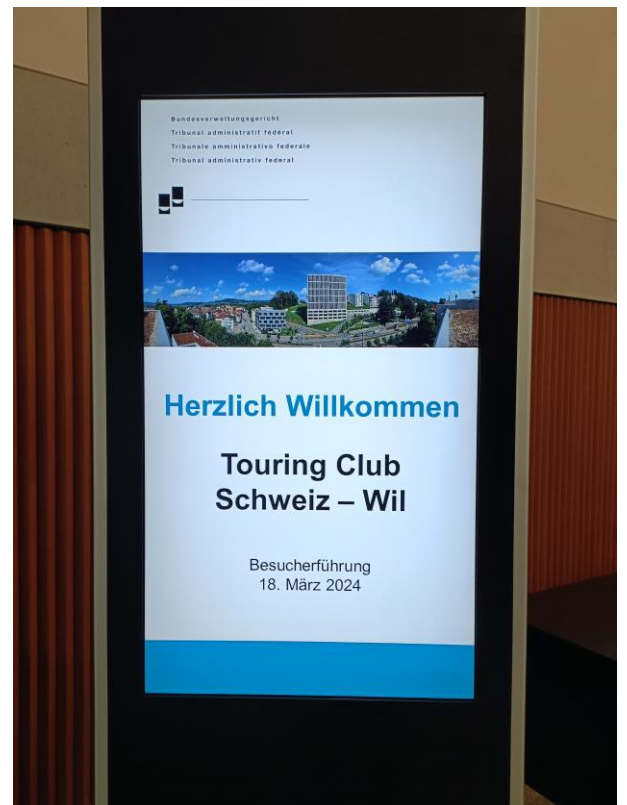 Bundesverwaltungsgericht
Tribunal administratif fédéral
Tribunale amministrativo federale
Tribunal administrativ federal
Herzlich Willkommen
Touring Club
Schweiz – Wil
Besucherführung
18. März 2024